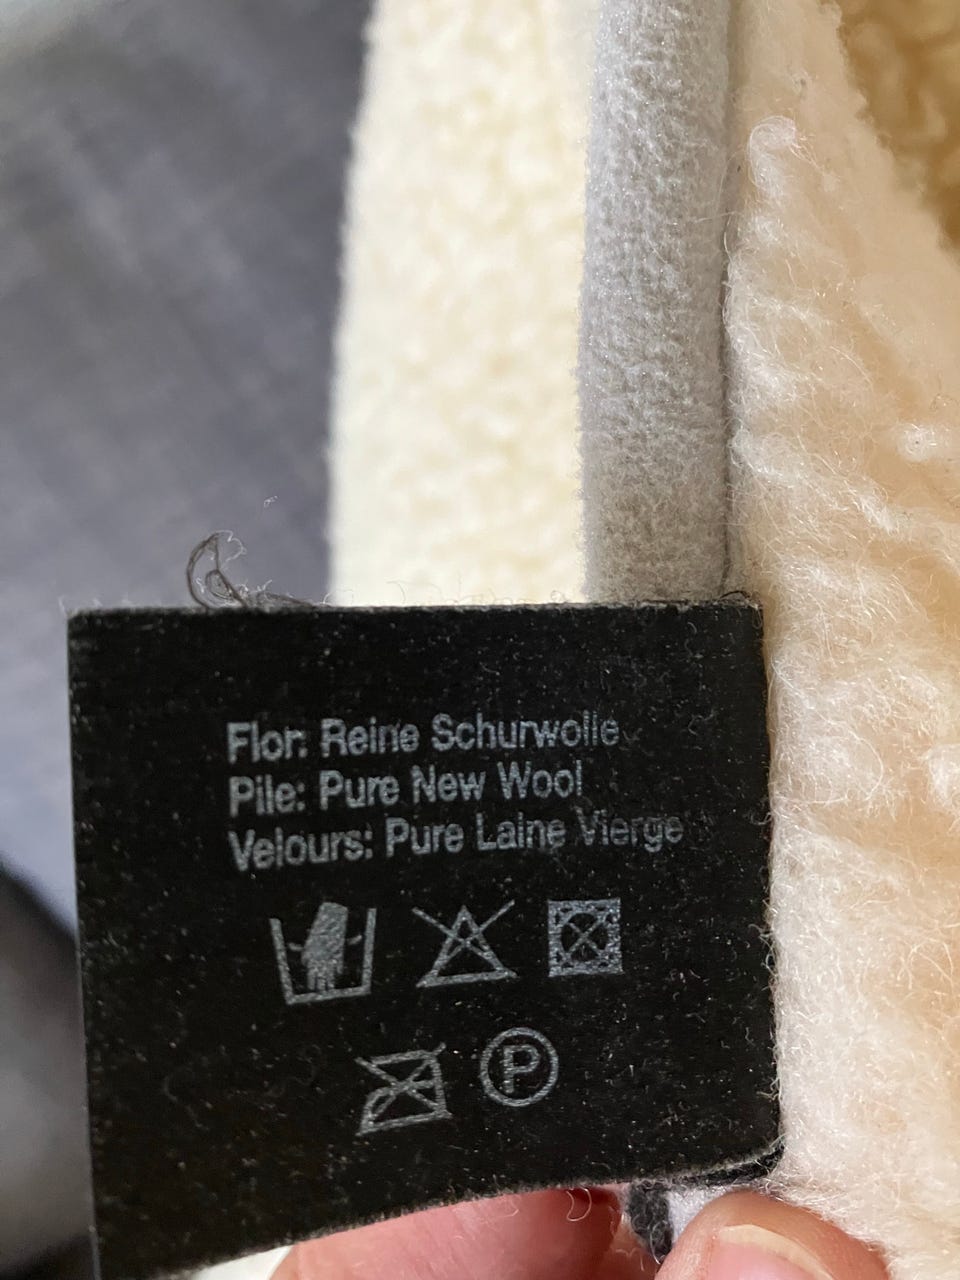 Flor: Reine Schurwolle
Pile: Pure New Wool
Velours: Pure Laine Vierge
P